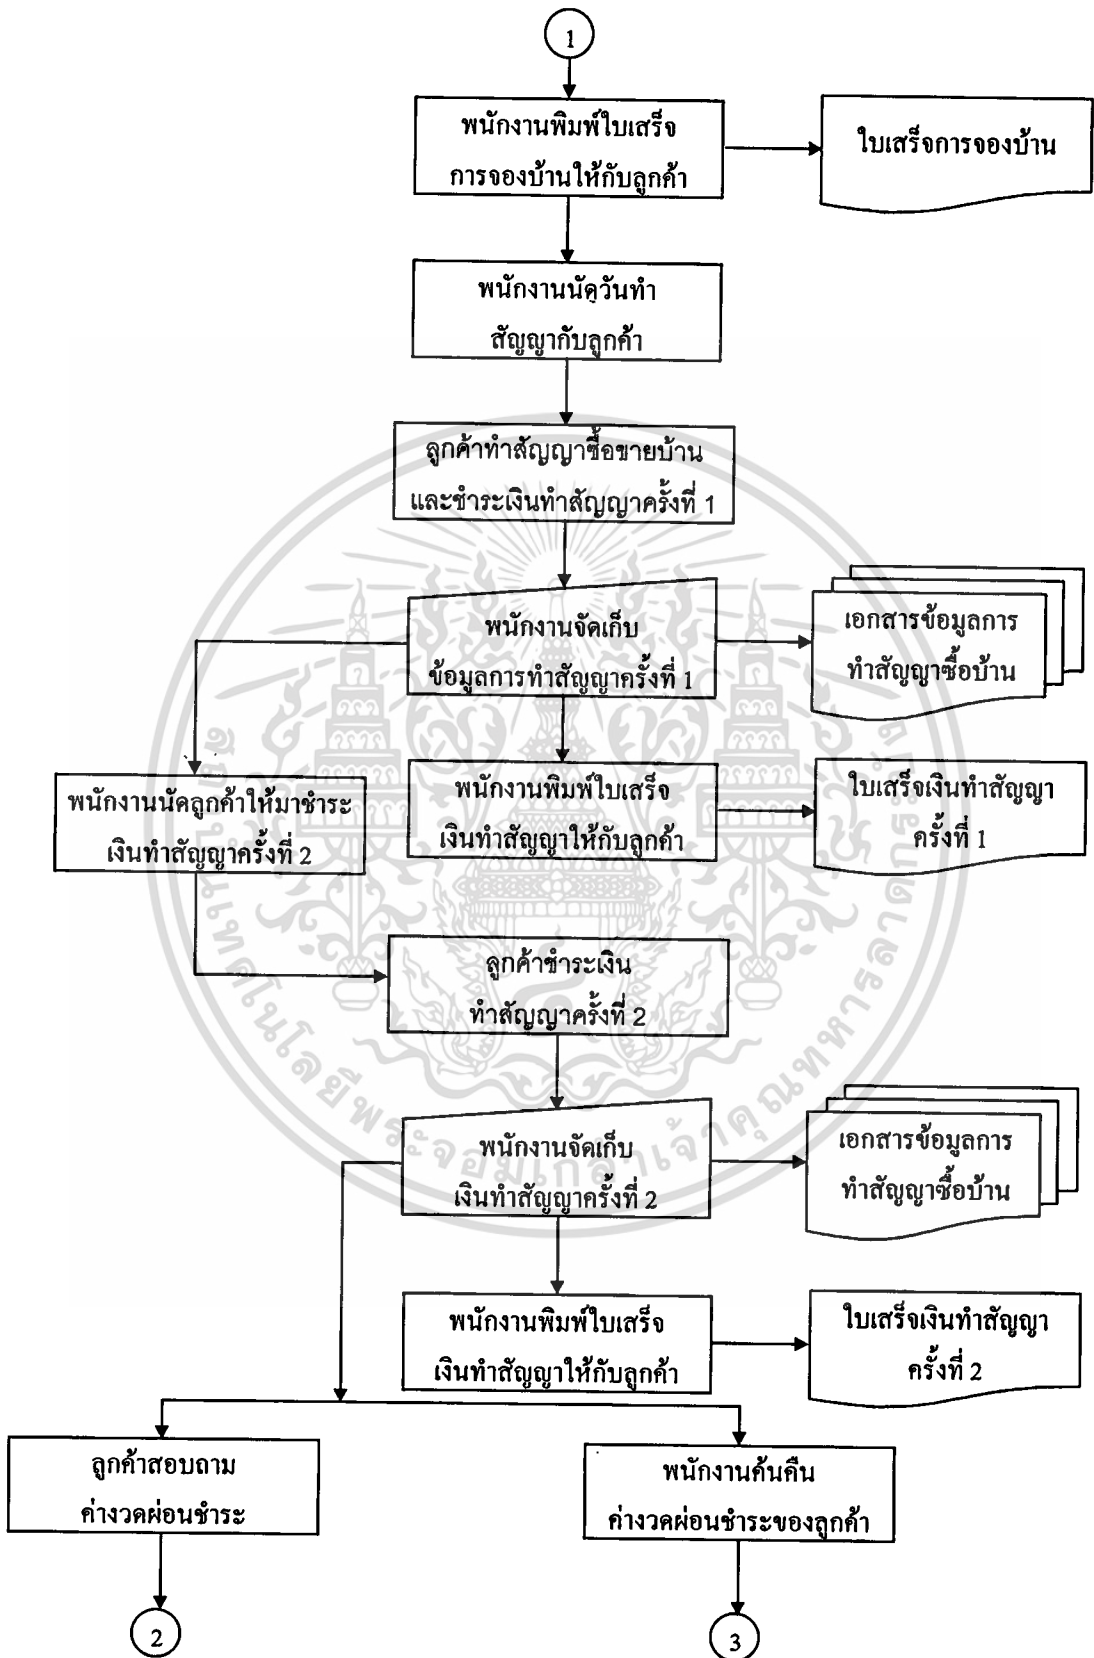 1
พนักงานพิมพ์ใบเสร็จ
การจองบ้านให้กับลูกค้า
ใบเสร็จการจองบ้าน
พนักงานนัดวันทำ
สัญญากับลูกค้า
ลูกค้าทำสัญญาซื้อขายบ้าน
และชำระเงินทำสัญญาครั้งที่ 1
พนักงานจัดเก็บ
ข้อมูลการทำสัญญาครั้งที่ 1
เอกสารข้อมูลการ
ทำสัญญาซื้อบ้าน
พนักงานนัดลูกค้าให้มาชำระ
เงินทำสัญญาครั้งที่ 2
พนักงานพิมพ์ใบเสร็จ
เงินทำสัญญาให้กับลูกค้า
ใบเสร็จเงินทำสัญญา
ครั้งที่ 1
ลูกค้าชำระเงิน
ทำสัญญาครั้งที่ 2
พนักงานจัดเก็บ
เงินทำสัญญาครั้งที่ 2
เอกสารข้อมูลการ
ทำสัญญาซื้อบ้าน
พนักงานพิมพ์ใบเสร็จ
เงินทำสัญญาให้กับลูกค้า
ใบเสร็จเงินทำสัญญา
ครั้งที่ 2
ลูกค้าสอบถาม
ค่างวดผ่อนชำระ
พนักงานค้นคืน
ค่างวดผ่อนชำระของลูกค้า
2
3